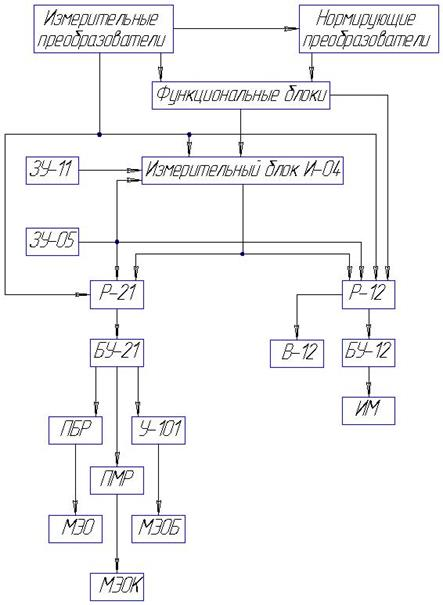 Измерительные
преобразователи
Нормирующие
преобразователи
Функциональные блоки
ЗУ-11
Измерительный блок И-04
ЗУ-05
Р-21
Р-12
БУ-21
В-12
БУ-12
ПБР
У-101
ИМ
ПМР
МЭО
МЭОБ
МЭОК